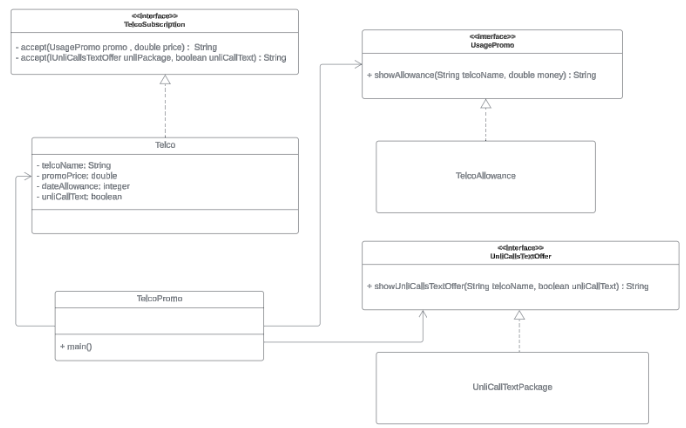 <<interface>>
TelcoSubscription
- accept(UsagePromo promo , double price) : String
- accept(IUnliCallsTextOffer unliPackage, boolean unliCallText) : String
<<interface>>
UsagePromo
+ showAllowance(String telcoName, double money) : String
Telco
- telcoName: String
- promoPrice: double
- dateAllowance: integer
- unliCallText: boolean
TelcoAllowance
<<interface>>
UnliCallsTextOffer
+ showUnliCallsTextOffer(String telcoName, boolean unliCallText) : String
TelcoPromo
+ main()
UnliCallTextPackage